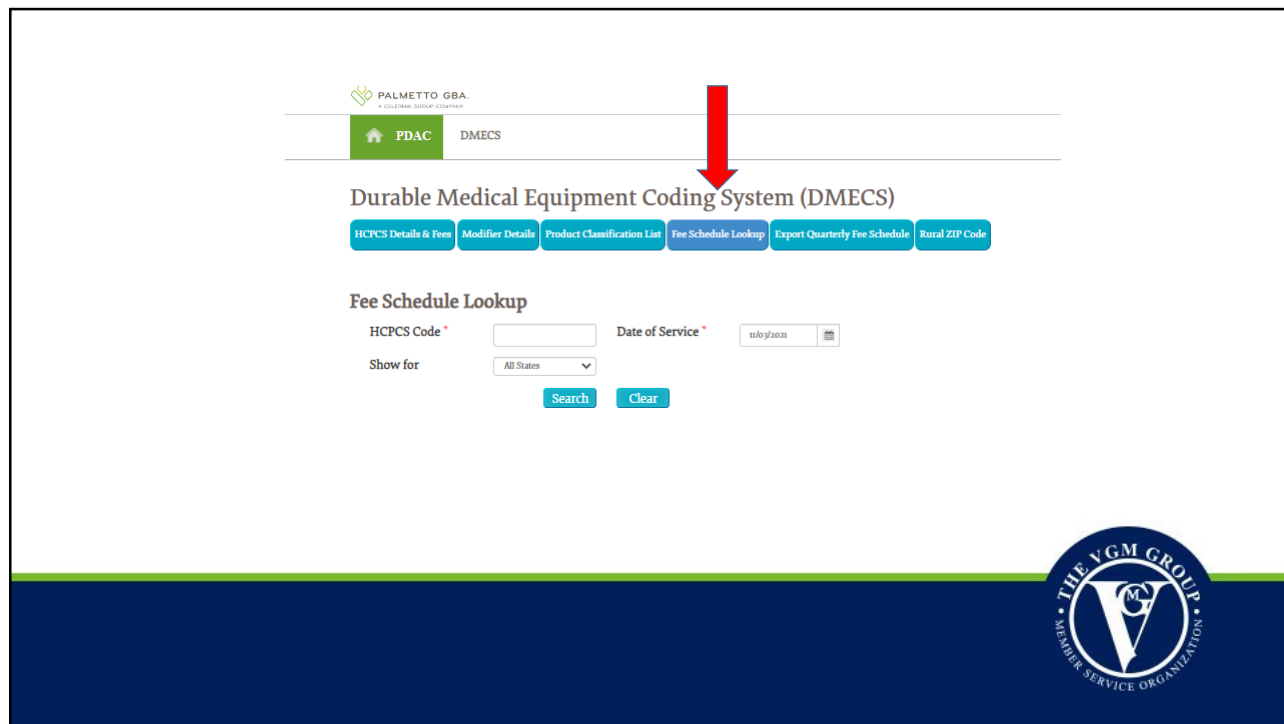 PALMETTO GBA.
A CELERIAN GROUP COMPANY
PDAC DMECS
Durable Medical Equipment Coding System (DMECS)
HCPCS Details & Fees Modifier Details Product Classification List Fee Schedule Lookup Export Quarterly Fee Schedule Rural ZIP Code
Fee Schedule Lookup
HCPCS Code * Date of Service * 11/03/2021
Show for All States
Search Clear
THE VGM GROUP
VGM
MEMBER SERVICE ORGANIZATION